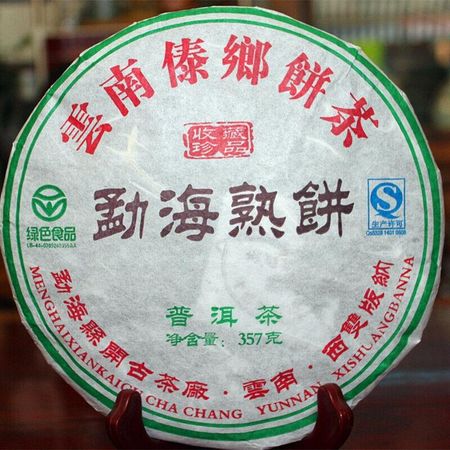 雲南傣鄉餅茶
收藏
珍品
勐海熟餅
绿色食品
QS
生产许可
普洱茶
净含量: 357克
勐海縣開古茶廠·雲南·西雙版納
MENGHAIXIANKAIGU CHA CHANG YUNNAN XISHUANGBANNA